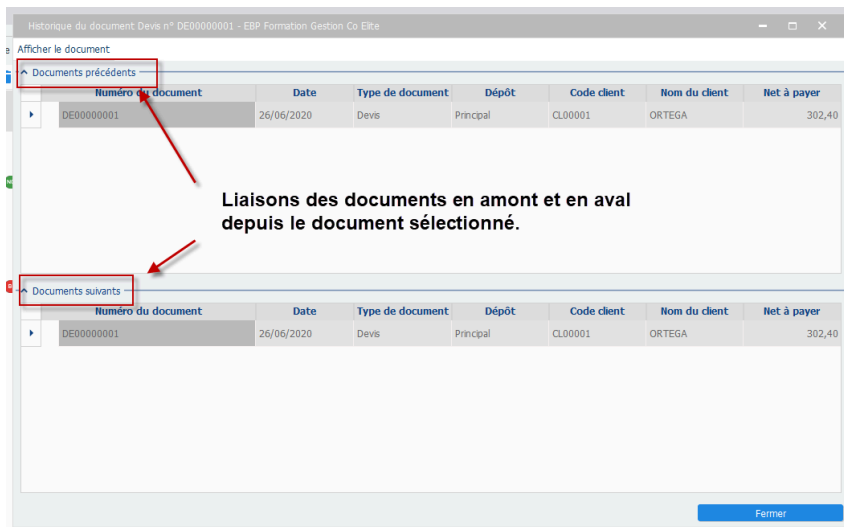 Historique du document Devis n° DE00000001 - EBP Formation Gestion Co Elite
Afficher le document
Documents précédents
Numéro du document Date Type de document Dépôt Code client Nom du client Net à payer
DE00000001 26/06/2020 Devis Principal CL00001 ORTEGA 302,40
Liaisons des documents en amont et en aval
depuis le document sélectionné.
Documents suivants
Numéro du document Date Type de document Dépôt Code client Nom du client Net à payer
DE00000001 26/06/2020 Devis Principal CL00001 ORTEGA 302,40
Fermer